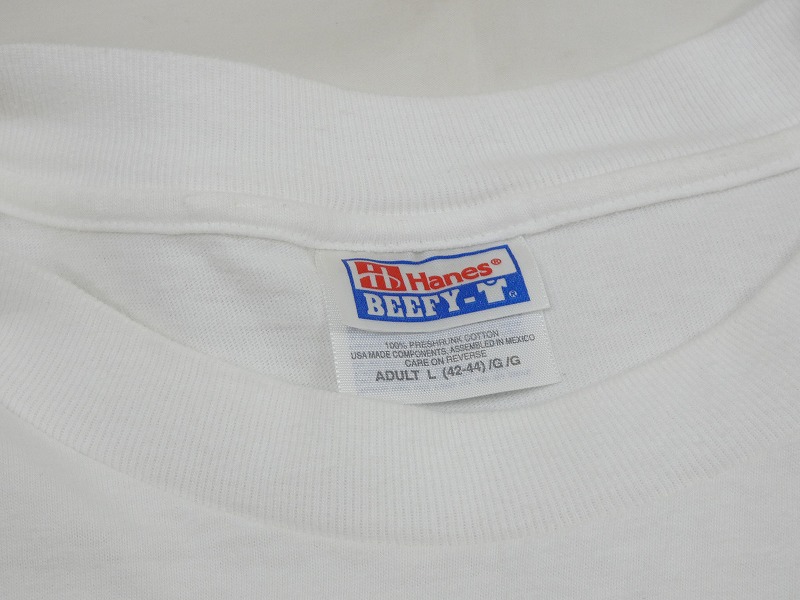 Hanes®
BEEFY-T®
100% PRESHRUNK COTTON
USA MADE COMPONENTS, ASSEMBLED IN MEXICO
CARE ON REVERSE
ADULT L (42-44) /G /G